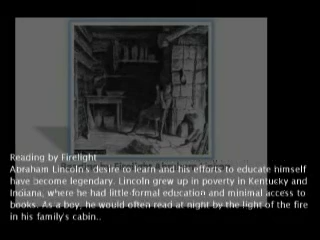 Reading by Firelight
Abraham Lincoln's desire to learn and his efforts to educate himself
have become legendary. Lincoln grew up in poverty in Kentucky and
Indiana, where he had little formal education and minimal access to
books. As a boy, he would often read at night by the light of the fire
in his family's cabin..